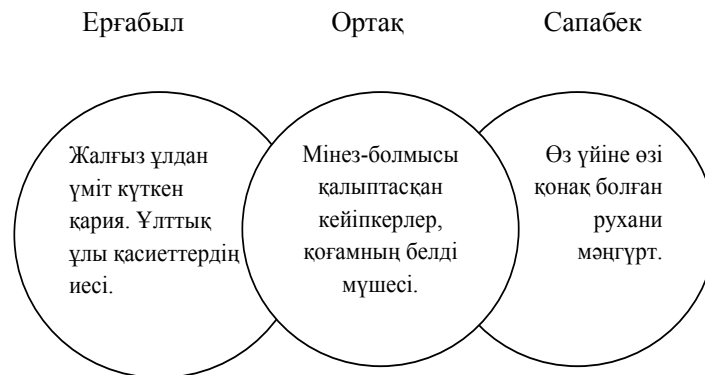 Ерғабыл
Ортақ
Сапабек
Жалғыз ұлдан
үміт күткен
қария. Ұлттық
ұлы қасиеттердің
иесі.
Мінез-болмысы
қалыптасқан
кейіпкерлер,
қоғамның белді
мүшесі.
Өз үйіне өзі
қонақ болған
рухани
мәңгүрт.